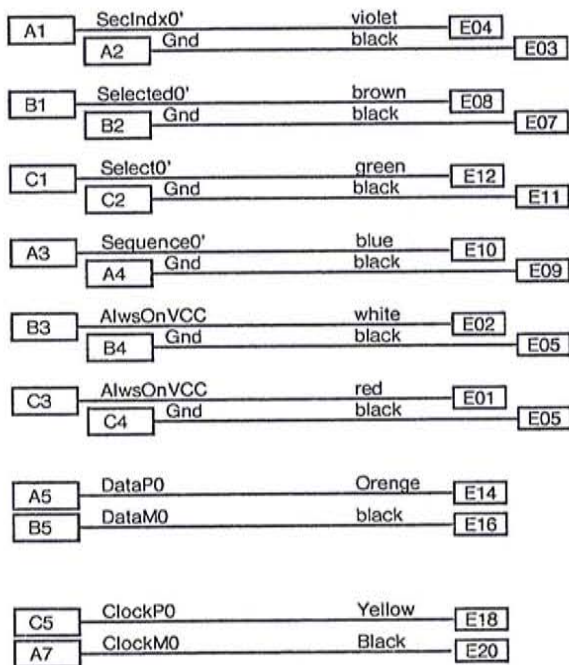 A1 SecIndx0' violet E04
A2 Gnd black E03
B1 Selected0' brown E08
B2 Gnd black E07
C1 Select0' green E12
C2 Gnd black E11
A3 Sequence0' blue E10
A4 Gnd black E09
B3 AlwsOnVCC white E02
B4 Gnd black E05
C3 AlwsOnVCC red E01
C4 Gnd black E05
A5 DataP0 Orenge E14
B5 DataM0 black E16
C5 ClockP0 Yellow E18
A7 ClockM0 Black E20